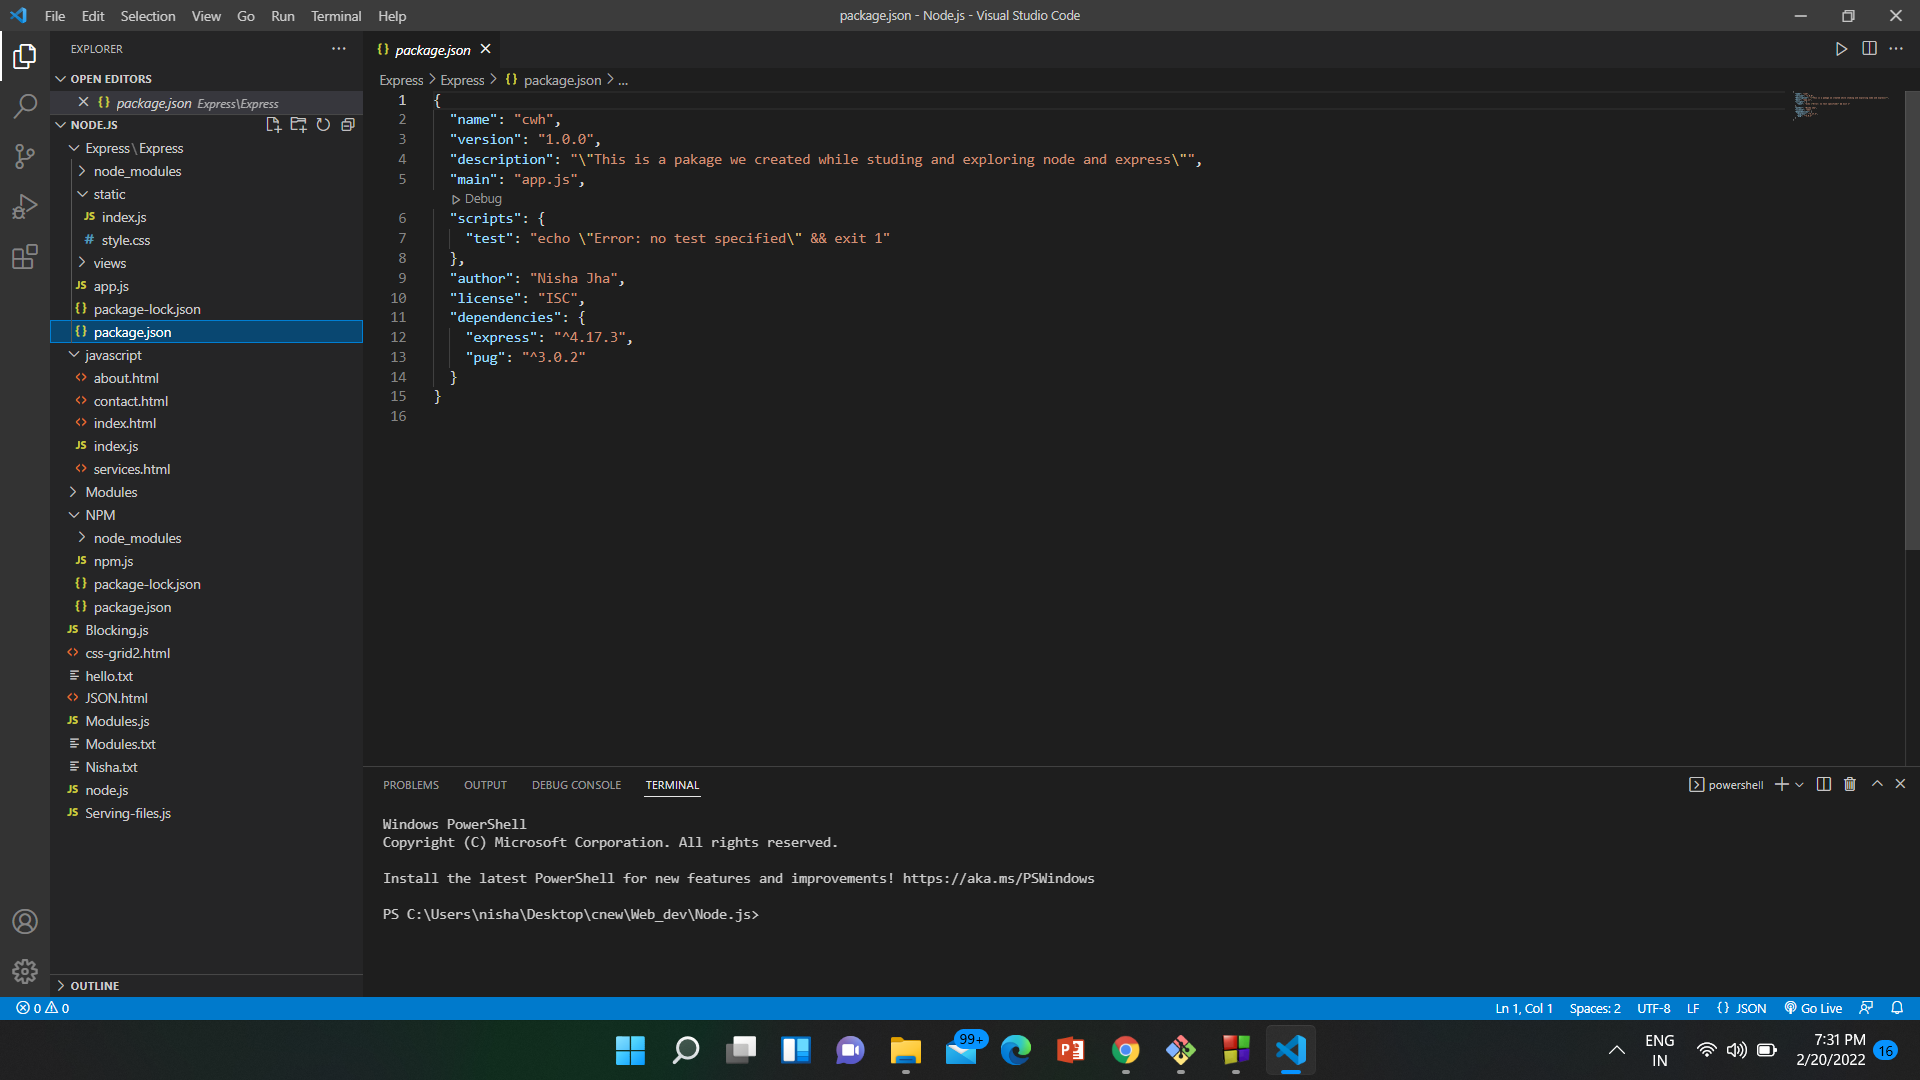 File Edit Selection View Go Run Terminal Help
package.json - Node.js - Visual Studio Code
EXPLORER
OPEN EDITORS
package.json Express\Express
NODE.JS
Express\Express
node_modules
static
JS index.js
# style.css
views
JS app.js
{} package-lock.json
{} package.json
javascript
<> about.html
<> contact.html
<> index.html
JS index.js
<> services.html
Modules
NPM
node_modules
JS npm.js
{} package-lock.json
{} package.json
JS Blocking.js
<> css-grid2.html
hello.txt
<> JSON.html
JS Modules.js
Modules.txt
Nisha.txt
JS node.js
JS Serving-files.js
OUTLINE
{} package.json
Express > Express > {} package.json > ...
1 {
2 "name": "cwh",
3 "version": "1.0.0",
4 "description": "\"This is a pakage we created while studing and exploring node and express\"",
5 "main": "app.js",
Debug
6 "scripts": {
7 "test": "echo \"Error: no test specified\" && exit 1"
8 },
9 "author": "Nisha Jha",
10 "license": "ISC",
11 "dependencies": {
12 "express": "^4.17.3",
13 "pug": "^3.0.2"
14 }
15 }
16
PROBLEMS OUTPUT DEBUG CONSOLE TERMINAL
powershell
Windows PowerShell
Copyright (C) Microsoft Corporation. All rights reserved.
Install the latest PowerShell for new features and improvements! https://aka.ms/PSWindows
PS C:\Users\nisha\Desktop\cnew\Web_dev\Node.js>
0 0
Ln 1, Col 1 Spaces: 2 UTF-8 LF {} JSON Go Live
99+
ENG
IN
7:31 PM
2/20/2022
16